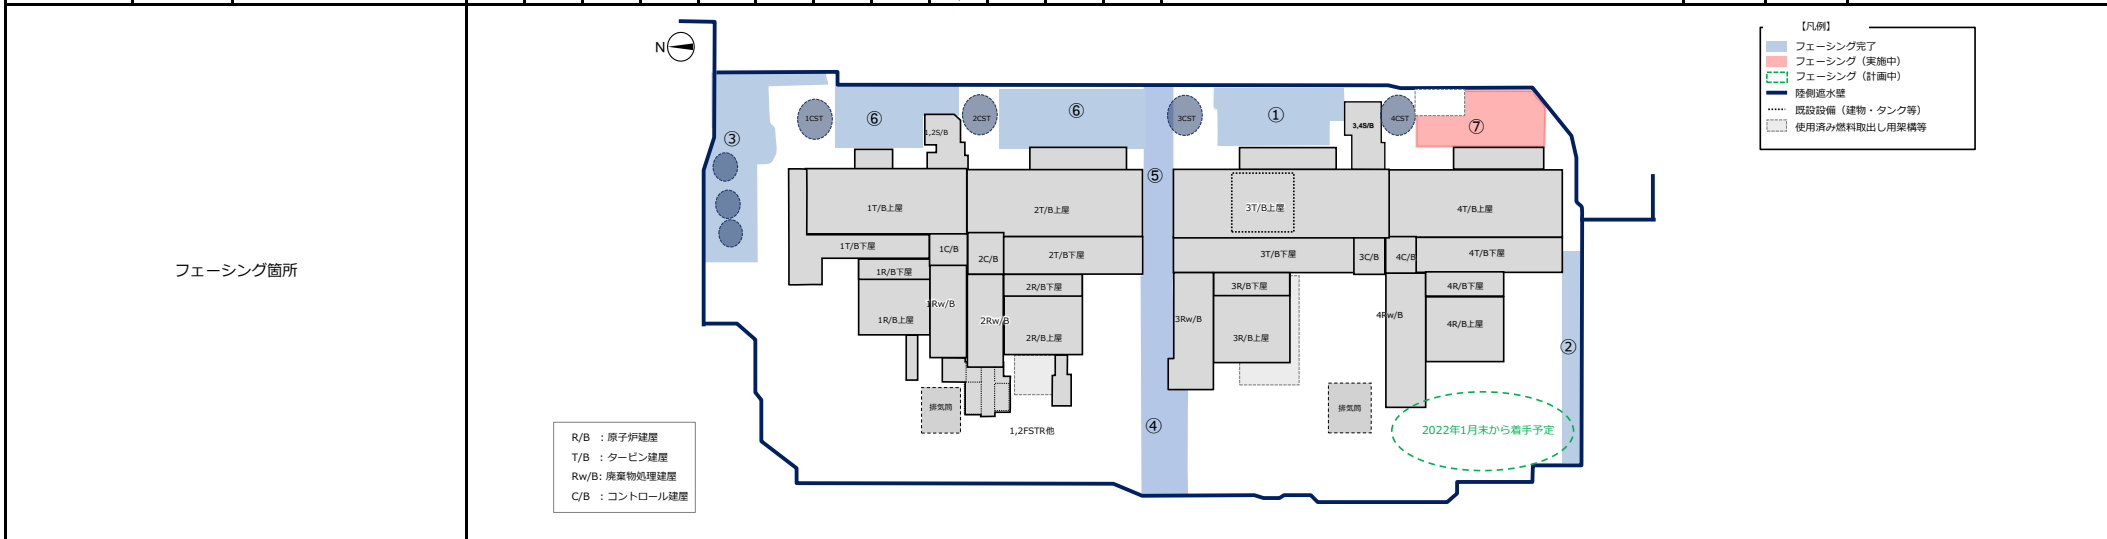 フェーシング箇所
N
【凡例】
フェーシング完了
フェーシング（実施中）
フェーシング（計画中）
陸側遮水壁
既設設備（建物・タンク等）
使用済み燃料取出し用架構等
1CST
⑥
2CST
⑥
3CST
①
4CST
⑦
③
1,2S/B
3,4S/B
⑤
1T/B上屋
2T/B上屋
3T/B上屋
4T/B上屋
1T/B下屋
1C/B
2C/B
2T/B下屋
3T/B下屋
3C/B
4C/B
4T/B下屋
1R/B下屋
2R/B下屋
3R/B下屋
4R/B下屋
1Rw/B
2Rw/B
3Rw/B
4Rw/B
1R/B上屋
2R/B上屋
3R/B上屋
4R/B上屋
②
排気筒
排気筒
1,2FSTR他
④
2022年1月末から着手予定
R/B ：原子炉建屋
T/B ：タービン建屋
Rw/B：廃棄物処理建屋
C/B ：コントロール建屋